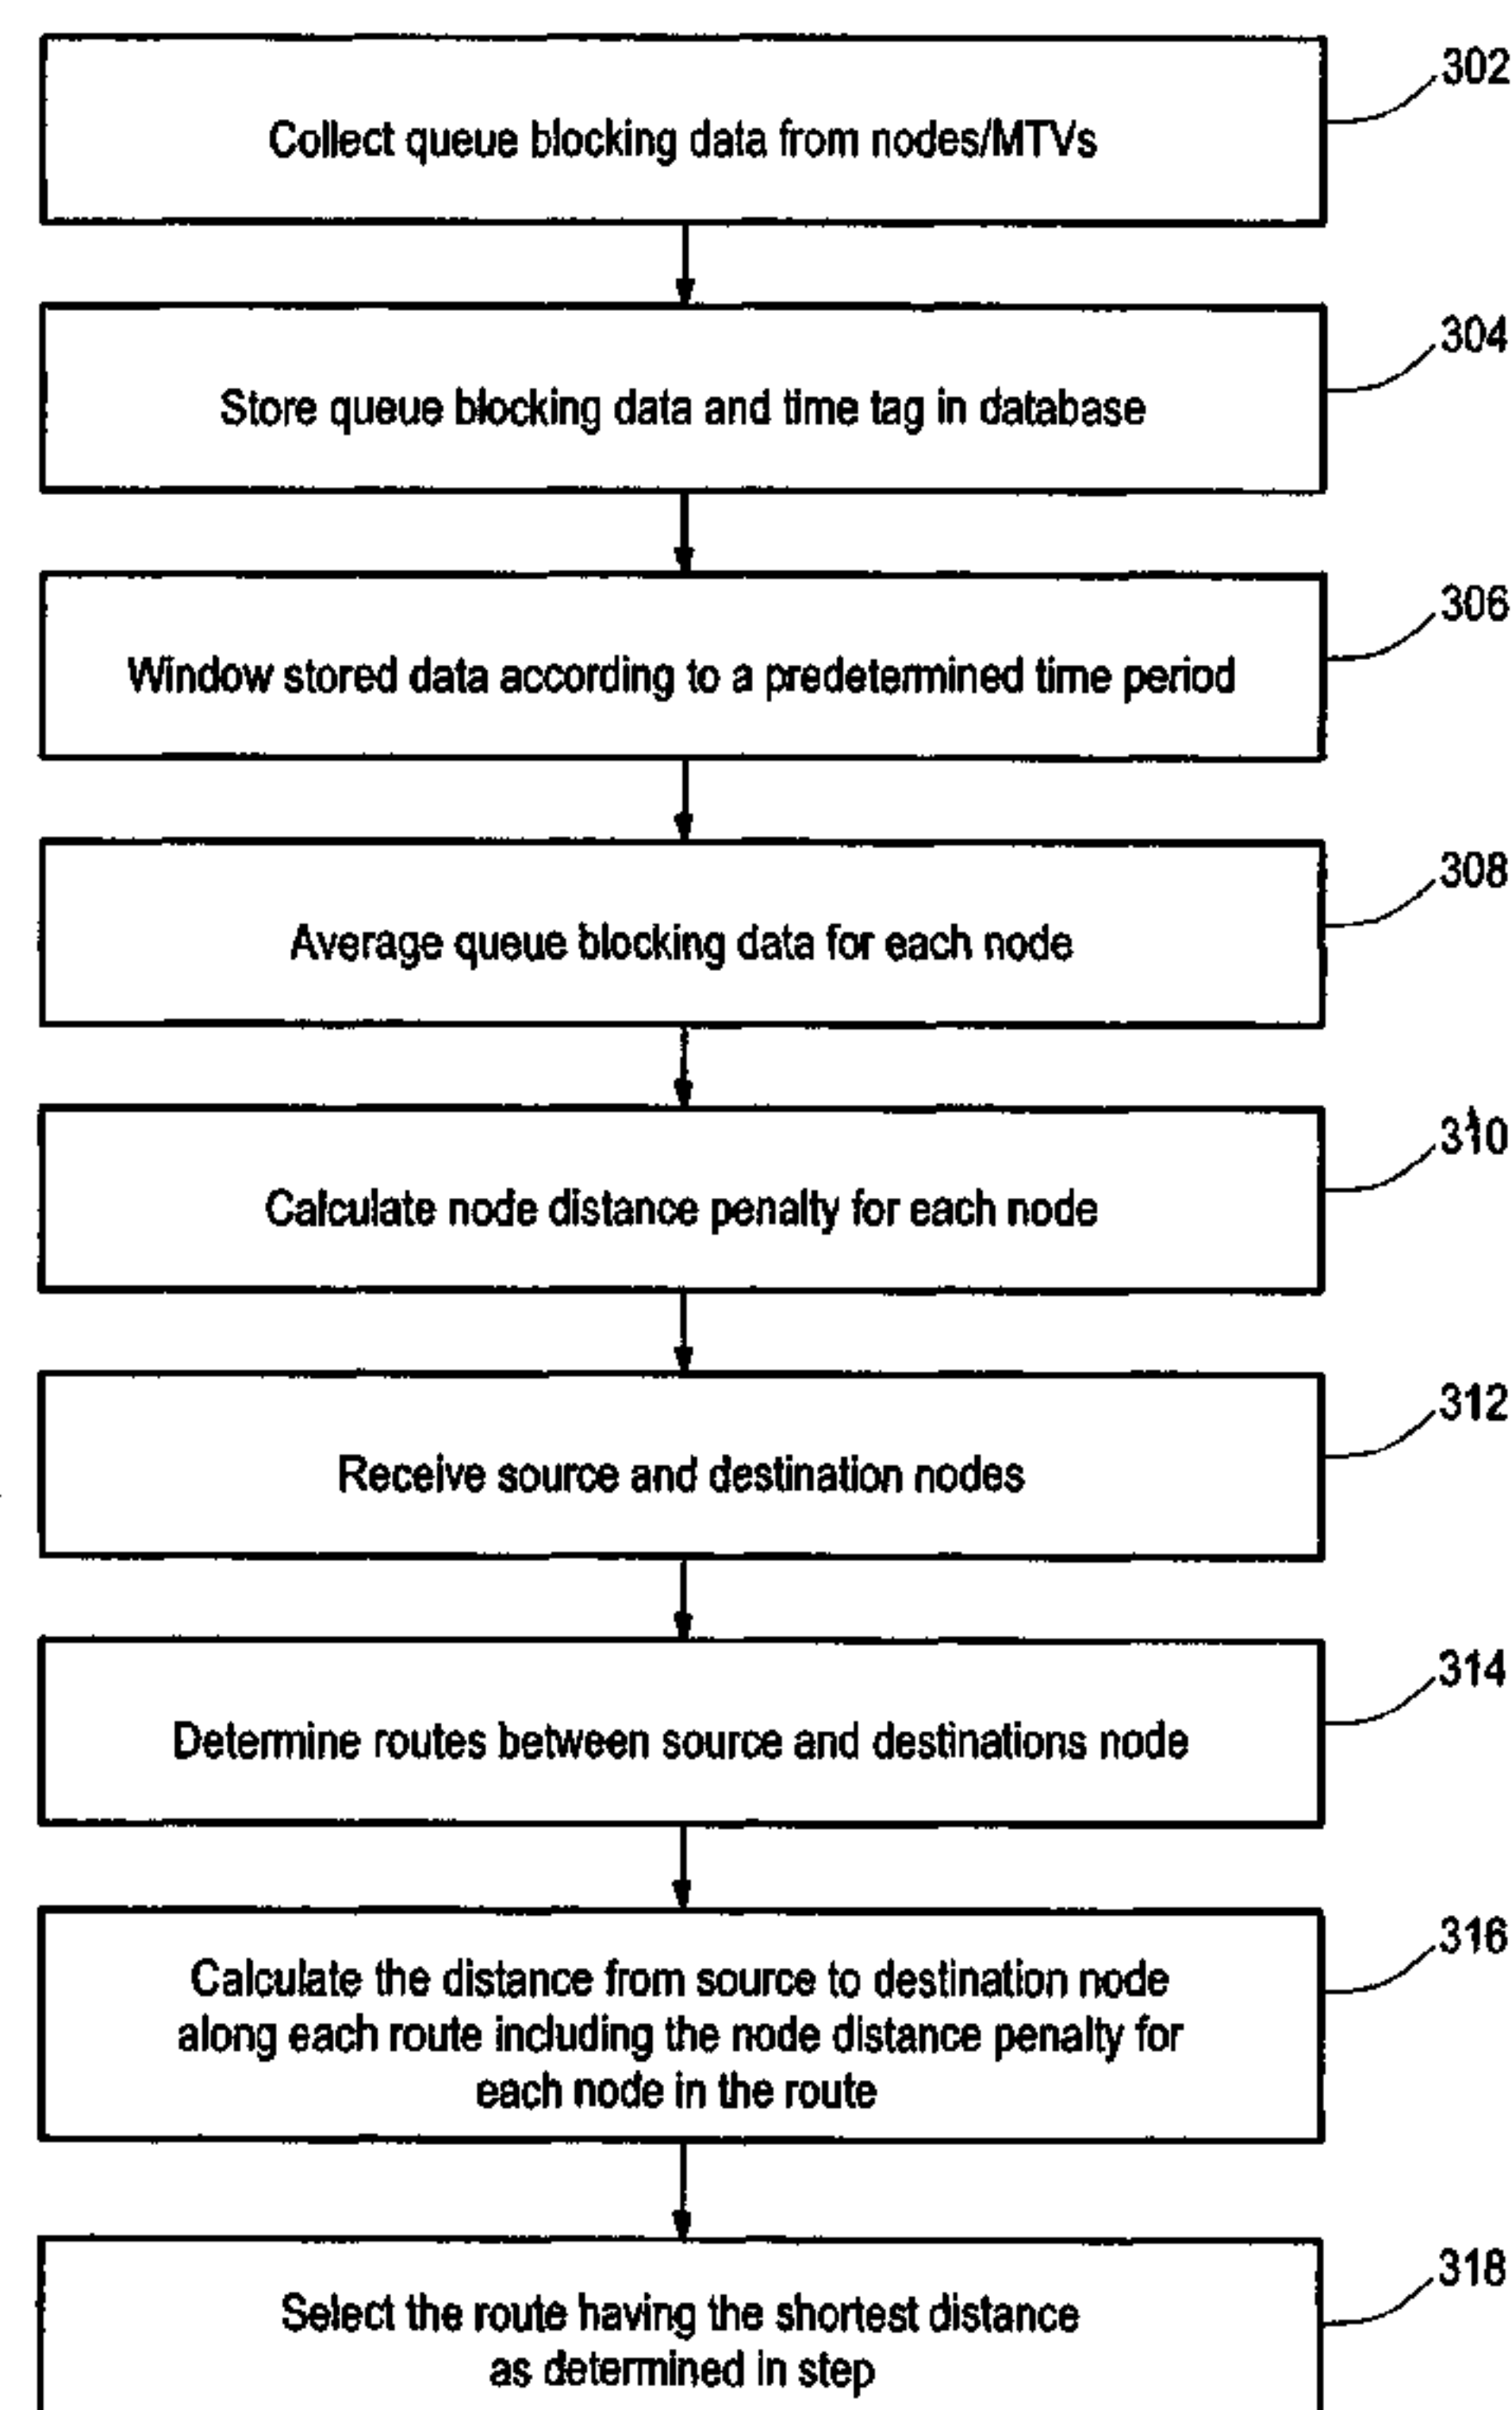 302
Collect queue blocking data from nodes/MTVs
304
Store queue blocking data and time tag in database
306
Window stored data according to a predetermined time period
308
Average queue blocking data for each node
310
Calculate node distance penalty for each node
312
Receive source and destination nodes
314
Determine routes between source and destinations node
316
Calculate the distance from source to destination node
along each route including the node distance penalty for
each node in the route
318
Select the route having the shortest distance
as determined in step